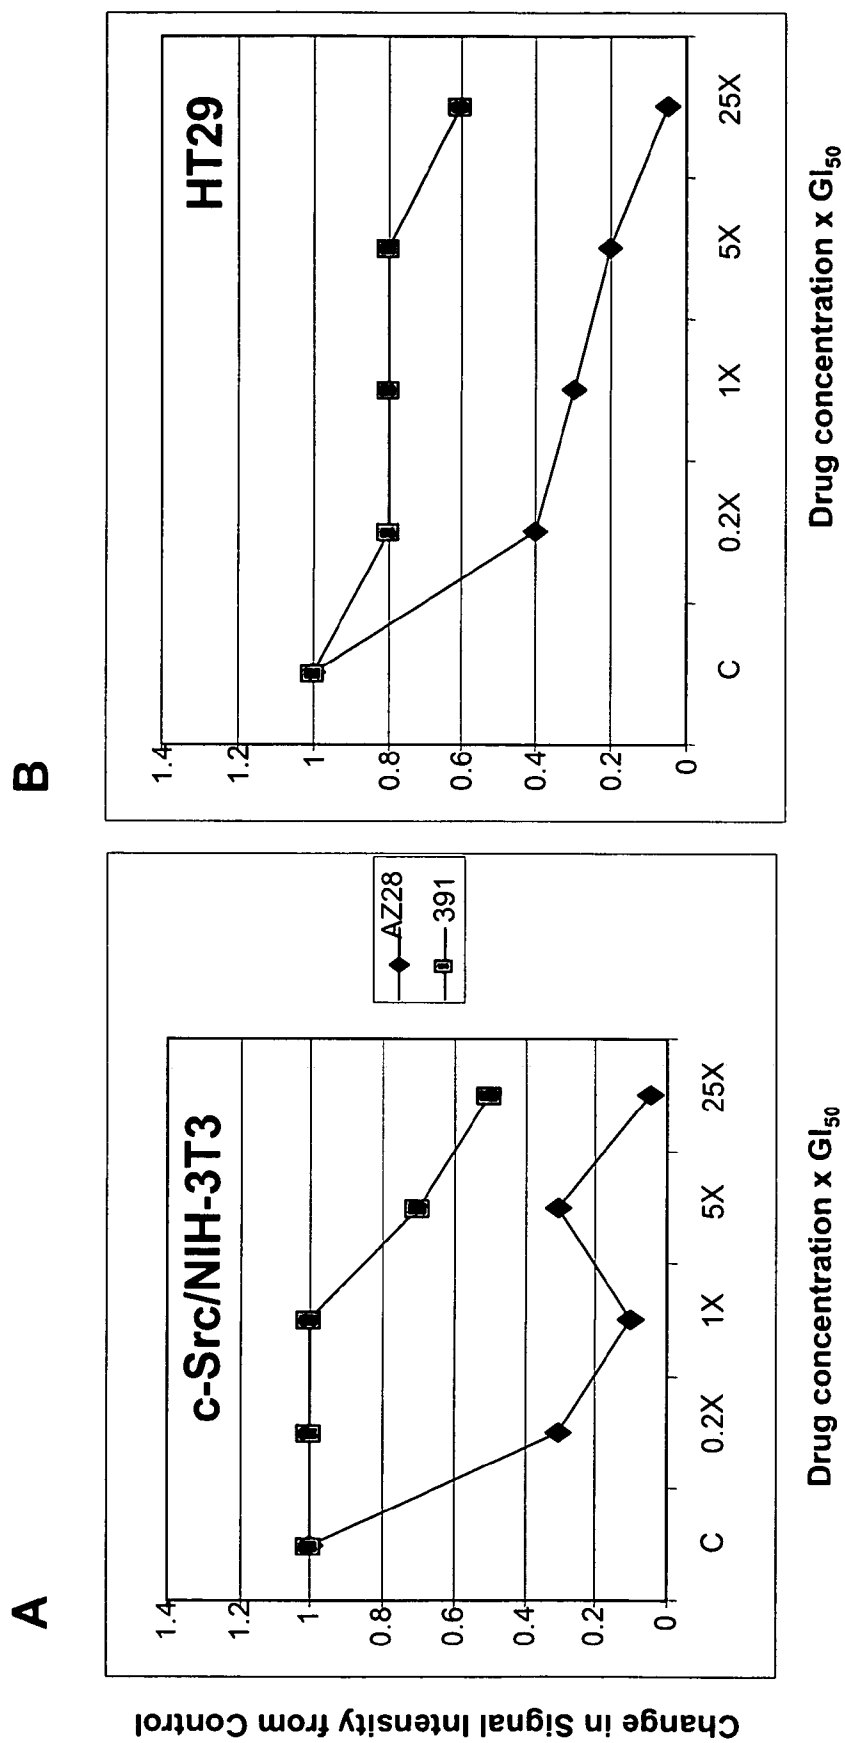 A
c-Src/NIH-3T3
Change in Signal Intensity from Control
1.4
1.2
1
0.8
0.6
0.4
0.2
0
C
0.2X
1X
5X
25X
Drug concentration x GI50
AZ28
391
B
HT29
1.4
1.2
1
0.8
0.6
0.4
0.2
0
C
0.2X
1X
5X
25X
Drug concentration x GI50